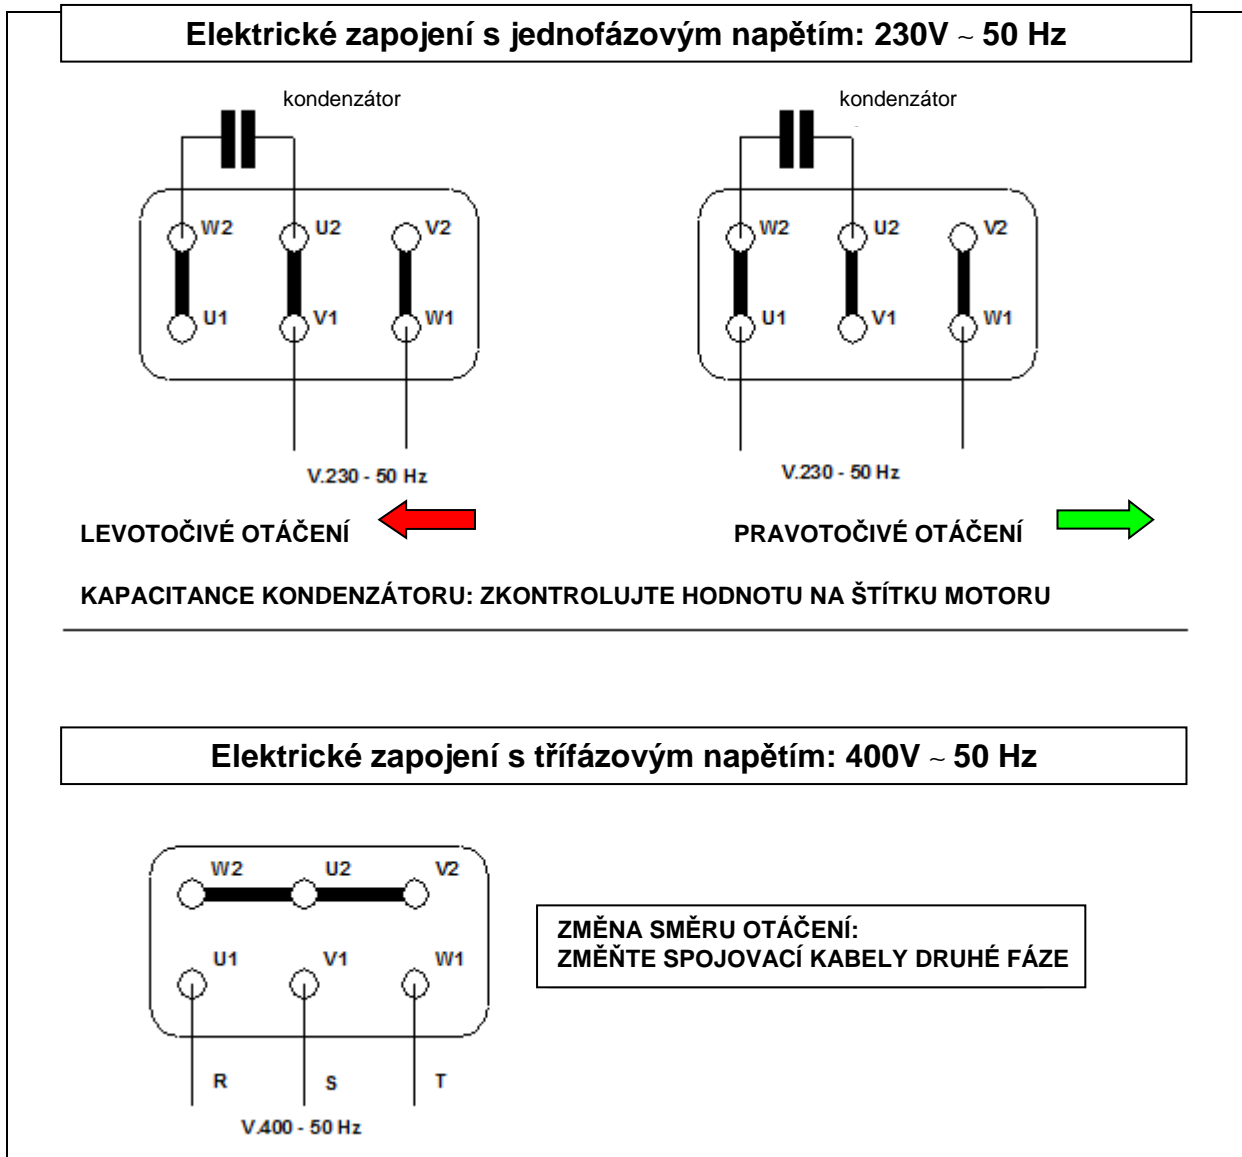 Elektrické zapojení s jednofázovým napětím: 230V ~ 50 Hz
kondenzátor
W2 U2 V2
U1 V1 W1
V.230 - 50 Hz
LEVOTOČIVÉ OTÁČENÍ
kondenzátor
W2 U2 V2
U1 V1 W1
V.230 - 50 Hz
PRAVOTOČIVÉ OTÁČENÍ
KAPACITANCE KONDENZÁTORU: ZKONTROLUJTE HODNOTU NA ŠTÍTKU MOTORU
Elektrické zapojení s třífázovým napětím: 400V ~ 50 Hz
W2 U2 V2
U1 V1 W1
R S T
V.400 - 50 Hz
ZMĚNA SMĚRU OTÁČENÍ:
ZMĚŇTE SPOJOVACÍ KABELY DRUHÉ FÁZE